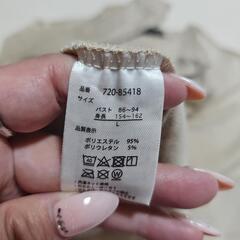 品番 720-85418
サイズ
バスト 86〜94
身長 154〜162
L
品質表示
ポリエステル 95%
ポリウレタン 5%